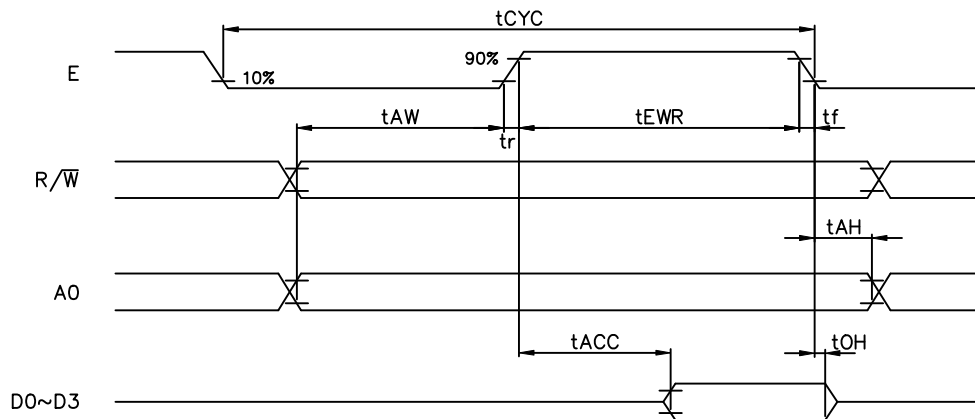 tCYC
E
10%
90%
tAW
tr
tEWR
tf
R/W̅
tAH
A0
tACC
tOH
D0~D3